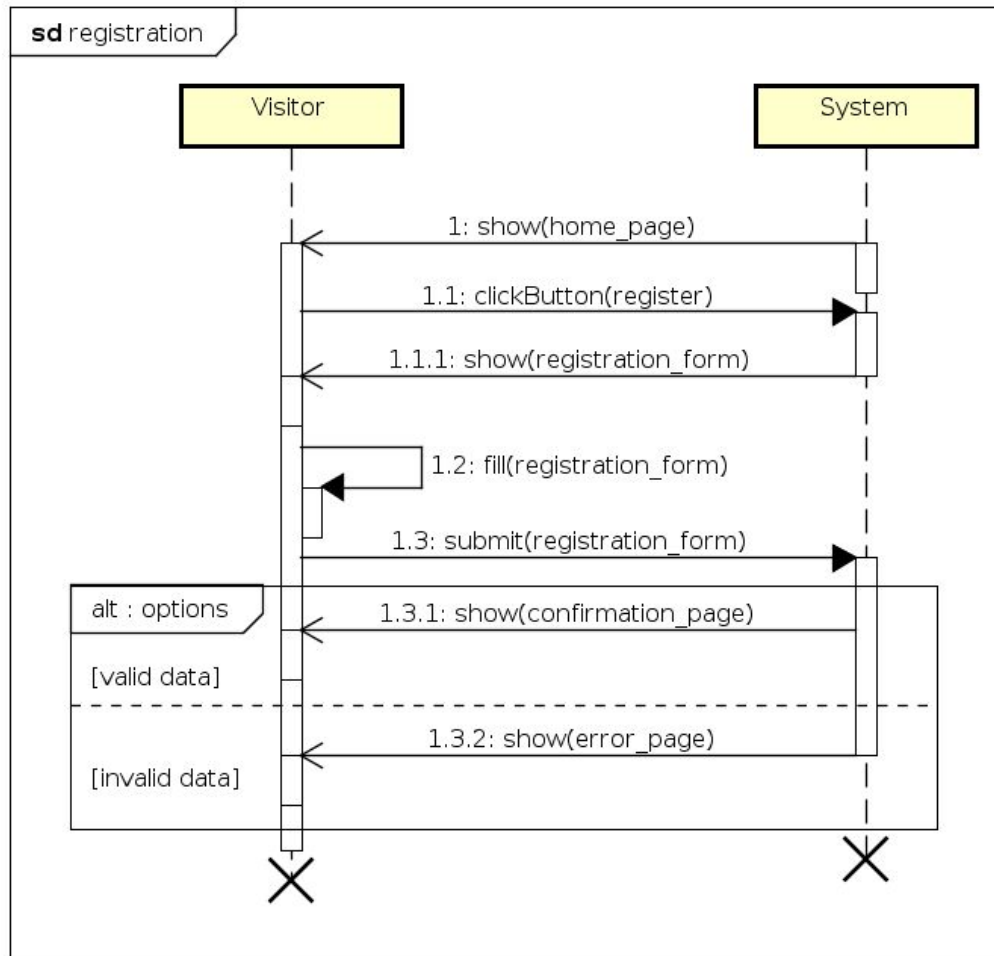 sd registration
Visitor
System
1: show(home_page)
1.1: clickButton(register)
1.1.1: show(registration_form)
1.2: fill(registration_form)
1.3: submit(registration_form)
alt : options
1.3.1: show(confirmation_page)
[valid data]
1.3.2: show(error_page)
[invalid data]